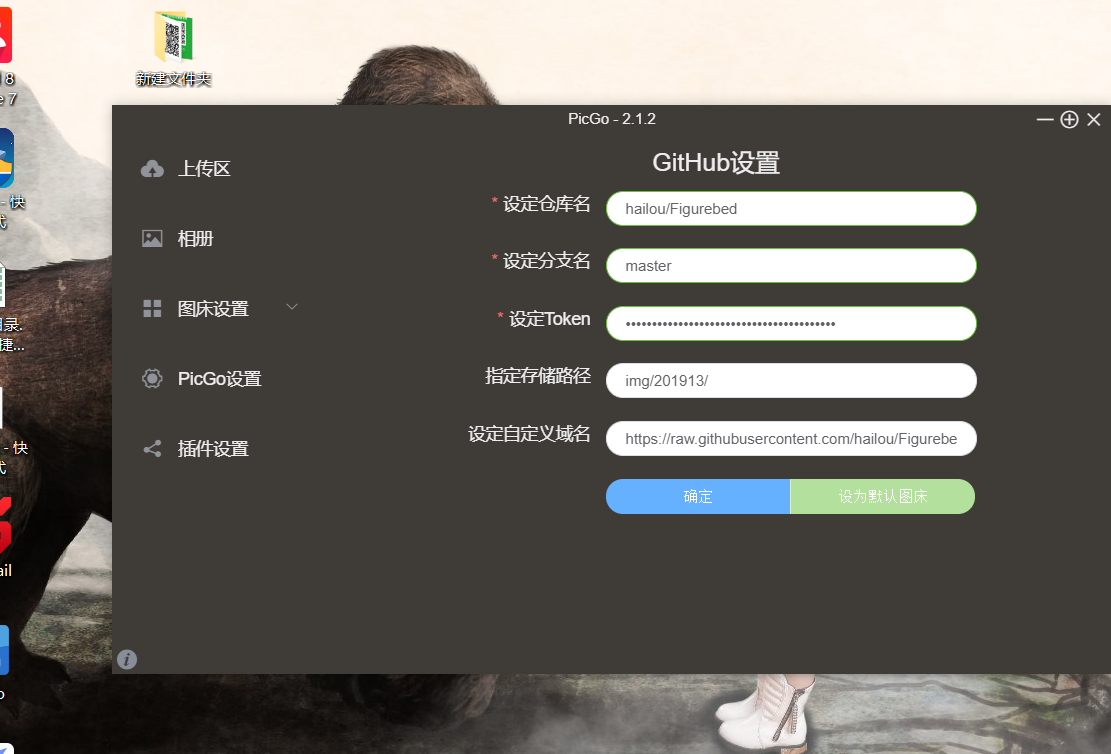 新建文件夹
PicGo - 2.1.2
上传区
相册
图床设置
PicGo设置
插件设置
GitHub设置
* 设定仓库名
hailou/Figurebed
* 设定分支名
master
* 设定Token
••••••••••••••••••••••••••••••••••••••••
指定存储路径
img/201913/
设定自定义域名
https://raw.githubusercontent.com/hailou/Figurebe
确定
设为默认图床
8
e 7
- 快
式
录.
捷...
- 快
式
ail
o